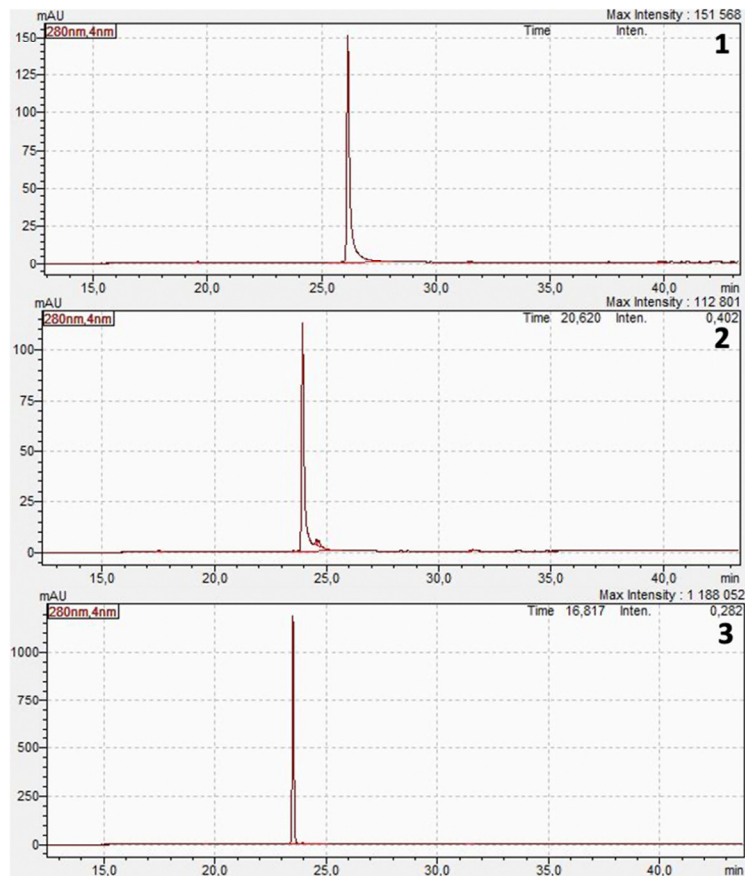 mAU Max Intensity : 151 568
280nm,4nm Time Inten. 1
150
125
100
75
50
25
0
15,0 20,0 25,0 30,0 35,0 40,0 min
mAU Max Intensity : 112 801
280nm,4nm Time 20,620 Inten. 0,402
2
100
75
50
25
0
15,0 20,0 25,0 30,0 35,0 40,0 min
mAU Max Intensity : 1 188 052
280nm,4nm Time 16,817 Inten. 0,282
3
1000
750
500
250
0
15,0 20,0 25,0 30,0 35,0 40,0 min